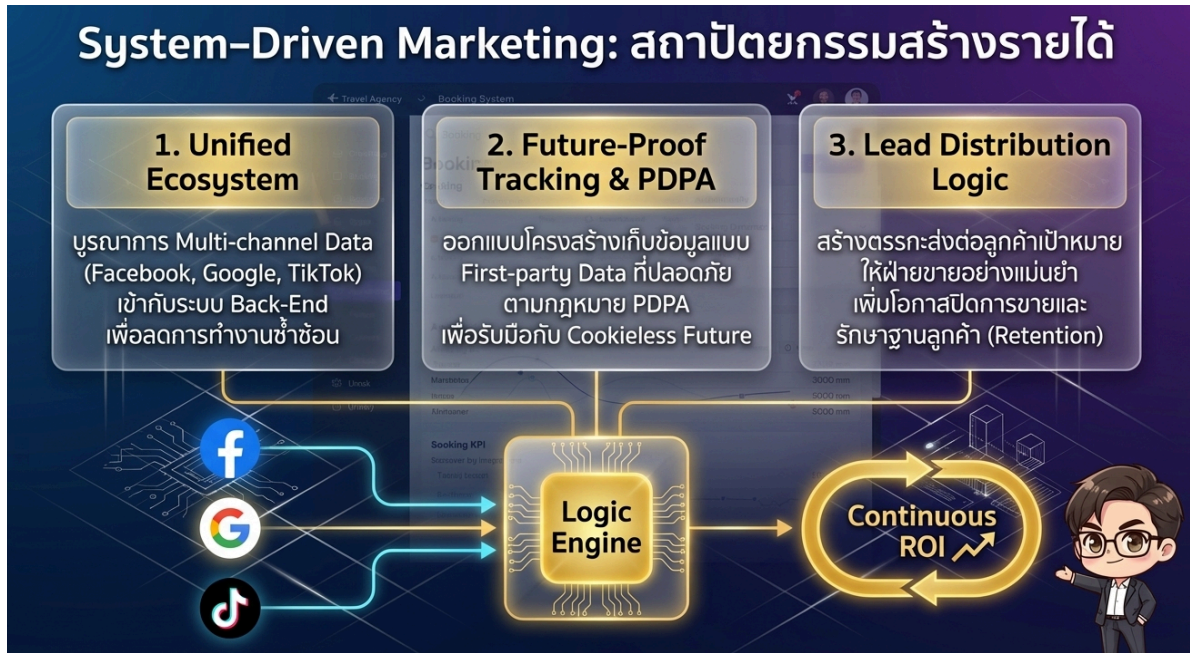 System-Driven Marketing: สถาปัตยกรรมสร้างรายได้
Travel Agency
Booking System
1. Unified
Ecosystem
บูรณาการ Multi-channel Data
(Facebook, Google, TikTok)
เข้ากับระบบ Back-End
เพื่อลดการทำงานซ้ำซ้อน
2. Future-Proof
Tracking & PDPA
ออกแบบโครงสร้างเก็บข้อมูลแบบ
First-party Data ที่ปลอดภัย
ตามกฎหมาย PDPA
เพื่อรับมือกับ Cookieless Future
3. Lead Distribution
Logic
สร้างตรรกะส่งต่อลูกค้าเป้าหมาย
ให้ฝ่ายขายอย่างแม่นยำ
เพิ่มโอกาสปิดการขายและ
รักษาฐานลูกค้า (Retention)
3000 mm
5000 mm
Sooking KPI
Logic
Engine
Continuous
ROI